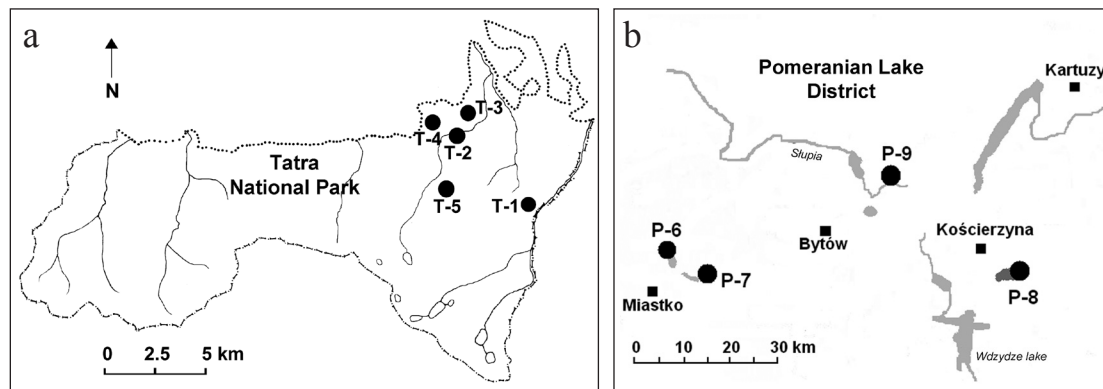 a
N
T-3
T-4
T-2
Tatra
National Park
T-5
T-1
0 2.5 5 km
b
Kartuzy
Pomeranian Lake
District
Słupia
P-9
Kościerzyna
P-6
Bytów
P-7
P-8
Miastko
0 10 20 30 km
Wdzydze lake